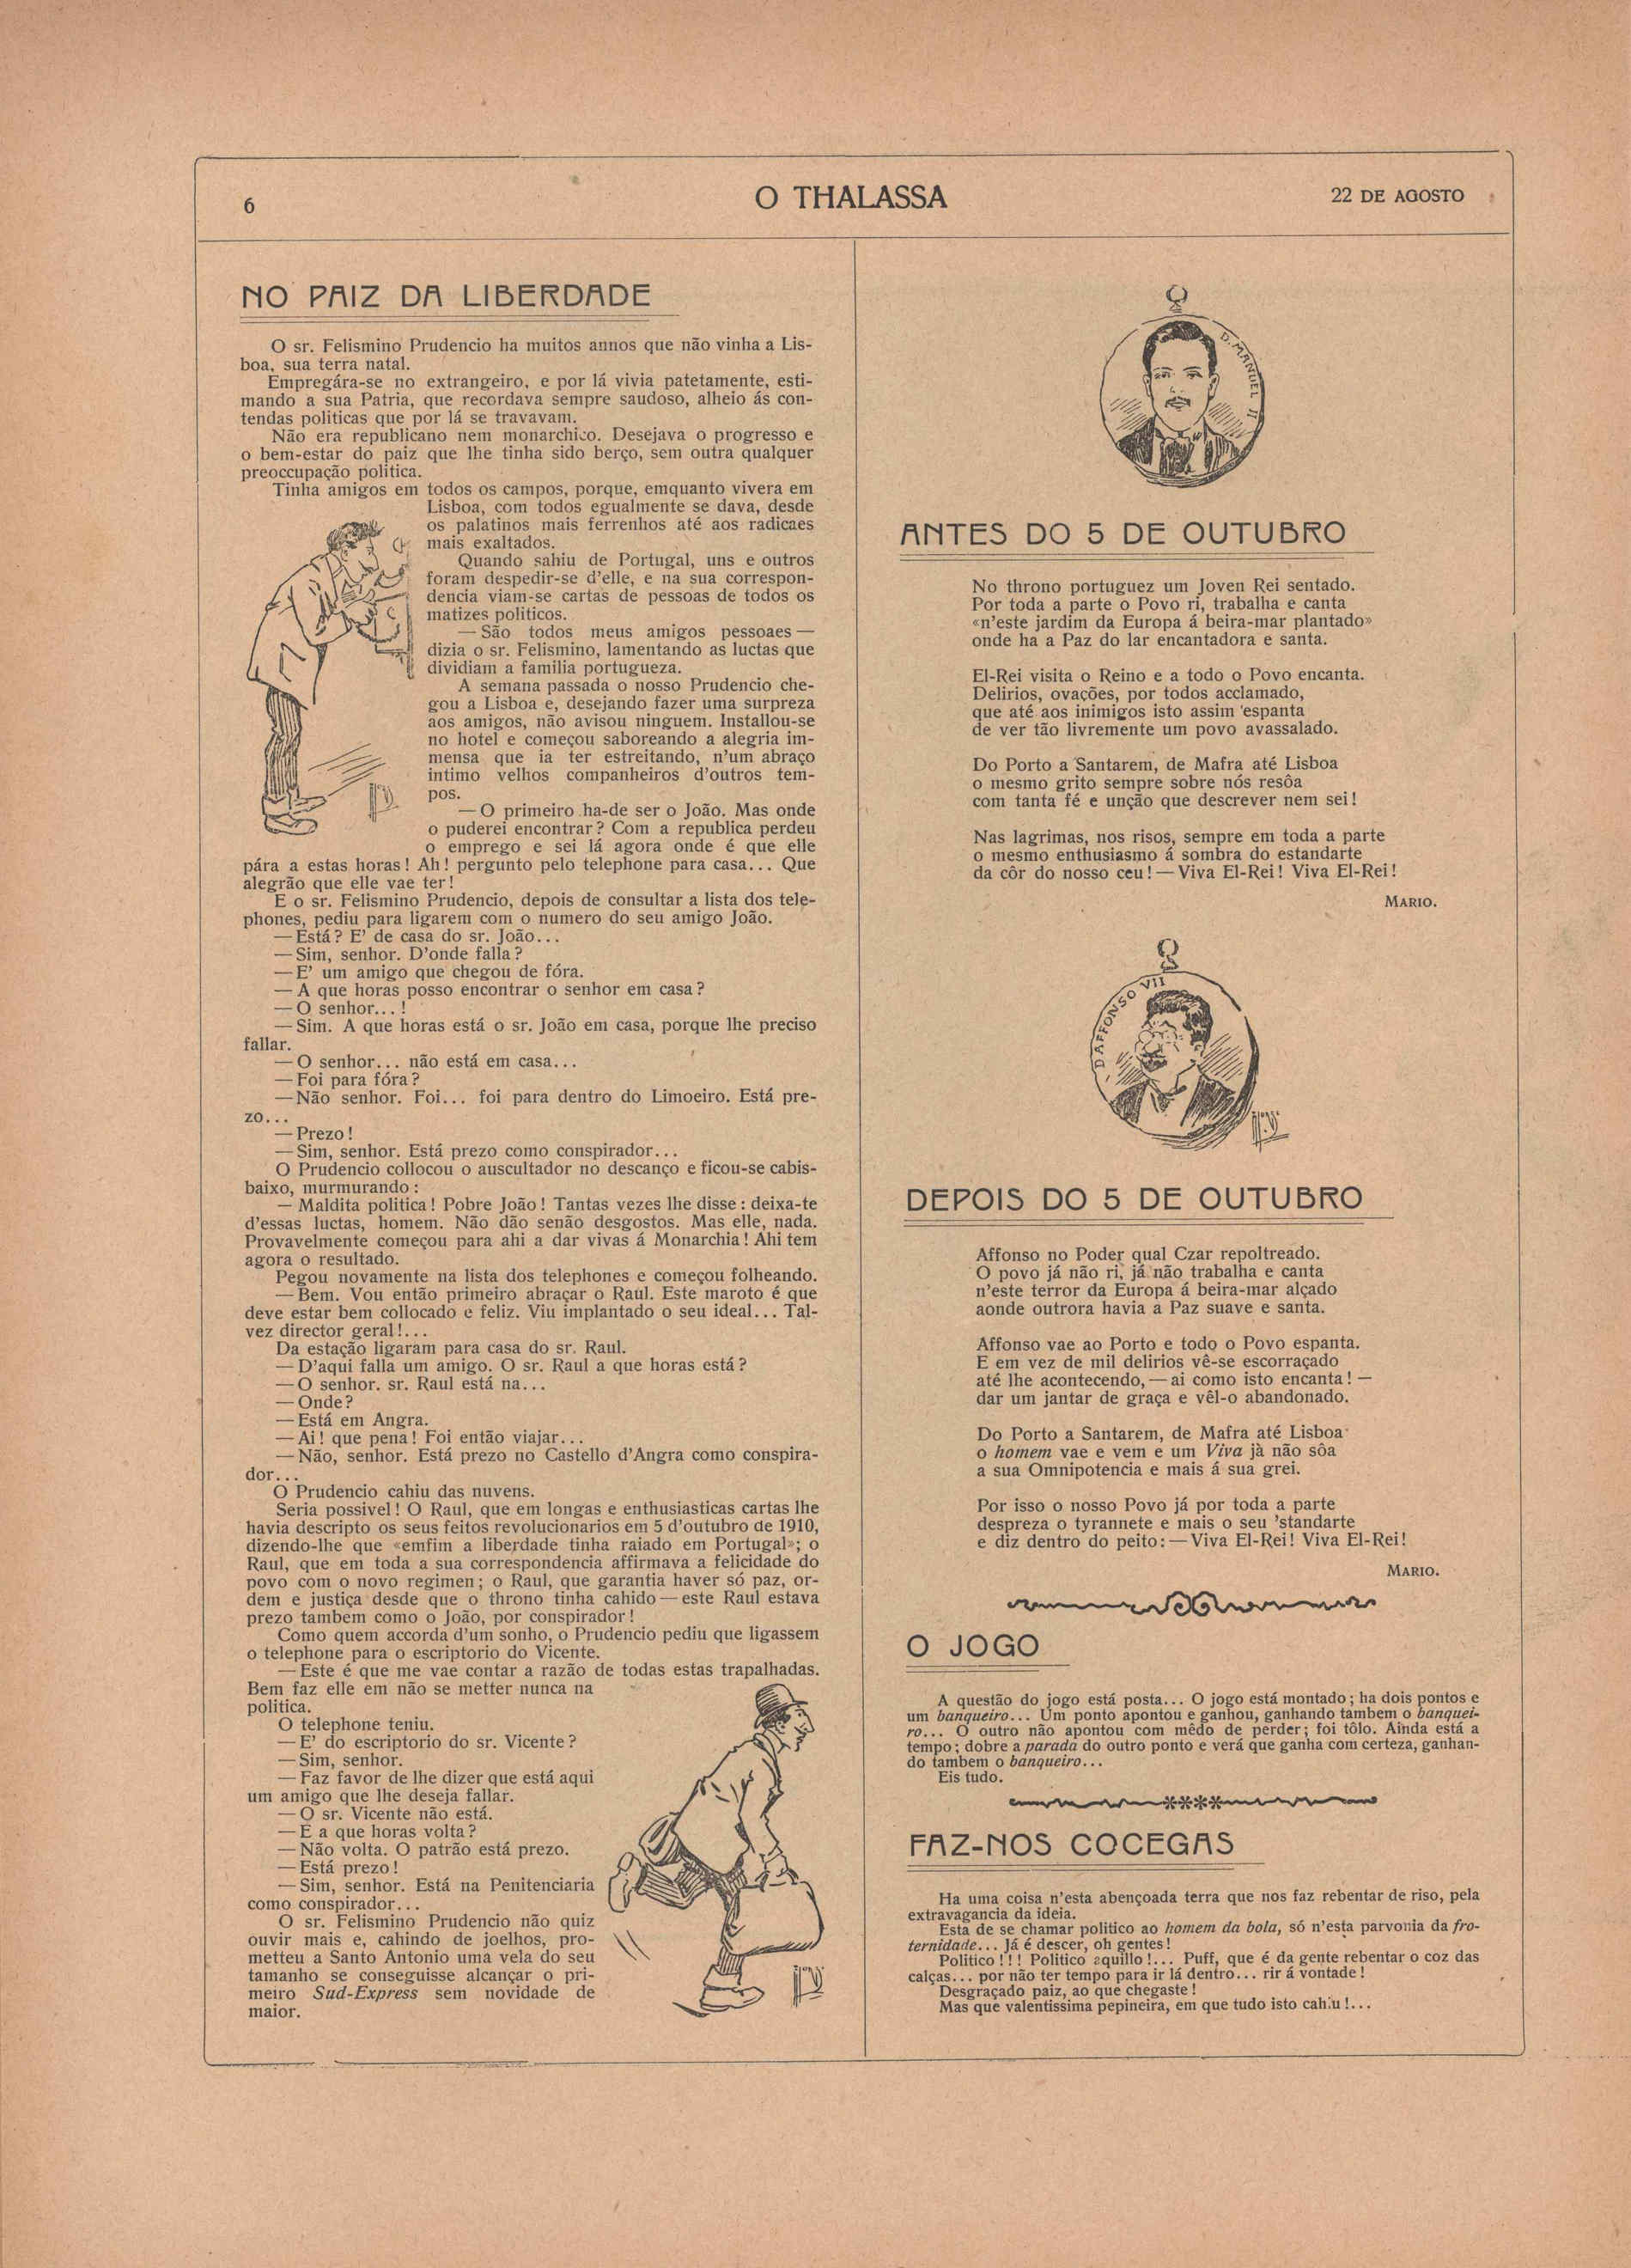 6
O THALASSA
22 DE AGOSTO
NO PAIZ DA LIBERDADE
O sr. Felismino Prudencio ha muitos annos que não vinha a Lis-
boa, sua terra natal.
Empregára-se no extrangeiro, e por lá vivia patetamente, esti-
mando a sua Patria, que recordava sempre saudoso, alheio ás con-
tendas politicas que por lá se travavam.
Não era republicano nem monarchico. Desejava o progresso e
o bem-estar do paiz que lhe tinha sido berço, sem outra qualquer
preoccupação politica.
Tinha amigos em todos os campos, porque, emquanto vivera em
Lisboa, com todos egualmente se dava, desde
os palatinos mais ferrenhos até aos radicaes
mais exaltados.
Quando sahiu de Portugal, uns e outros
foram despedir-se d'elle, e na sua correspon-
dencia viam-se cartas de pessoas de todos os
matizes politicos.
— São todos meus amigos pessoaes —
dizia o sr. Felismino, lamentando as luctas que
dividiam a familia portugueza.
A semana passada o nosso Prudencio che-
gou a Lisboa e, desejando fazer uma surpreza
aos amigos, não avisou ninguem. Installou-se
no hotel e começou saboreando a alegria im-
mensa que ia ter estreitando, n'um abraço
intimo velhos companheiros d'outros tem-
pos.
— O primeiro ha-de ser o João. Mas onde
o puderei encontrar? Com a republica perdeu
o emprego e sei lá agora onde é que elle
pára a estas horas! Ah! pergunto pelo telephone para casa... Que
alegrão que elle vae ter!
E o sr. Felismino Prudencio, depois de consultar a lista dos tele-
phones, pediu para ligarem com o numero do seu amigo João.
— Está? E' de casa do sr. João...
— Sim, senhor. D'onde falla?
— E' um amigo que chegou de fóra.
— A que horas posso encontrar o senhor em casa?
— O senhor...!
— Sim. A que horas está o sr. João em casa, porque lhe preciso
fallar.
— O senhor... não está em casa...
— Foi para fóra?
— Não senhor. Foi... foi para dentro do Limoeiro. Está pre-
zo...
— Prezo!
— Sim, senhor. Está prezo como conspirador...
O Prudencio collocou o auscultador no descanço e ficou-se cabis-
baixo, murmurando:
— Maldita politica! Pobre João! Tantas vezes lhe disse: deixa-te
d'essas luctas, homem. Não dão senão desgostos. Mas elle, nada.
Provavelmente começou para ahi a dar vivas á Monarchia! Ahi tem
agora o resultado.
Pegou novamente na lista dos telephones e começou folheando.
— Bem. Vou então primeiro abraçar o Raul. Este maroto é que
deve estar bem collocado e feliz. Viu implantado o seu ideal... Tal-
vez director geral!...
Da estação ligaram para casa do sr. Raul.
— D'aqui falla um amigo. O sr. Raul a que horas está?
— O senhor. sr. Raul está na...
— Onde?
— Está em Angra.
— Ai! que pena! Foi então viajar...
— Não, senhor. Está prezo no Castello d'Angra como conspira-
dor...
O Prudencio cahiu das nuvens.
Seria possivel! O Raul, que em longas e enthusiasticas cartas lhe
havia descripto os seus feitos revolucionarios em 5 d'outubro de 1910,
dizendo-lhe que «emfim a liberdade tinha raiado em Portugal»; o
Raul, que em toda a sua correspondencia affirmava a felicidade do
povo com o novo regimen; o Raul, que garantia haver só paz, or-
dem e justiça desde que o throno tinha cahido — este Raul estava
prezo tambem como o João, por conspirador!
Como quem accorda d'um sonho, o Prudencio pediu que ligassem
o telephone para o escriptorio do Vicente.
— Este é que me vae contar a razão de todas estas trapalhadas.
Bem faz elle em não se metter nunca na
politica.
O telephone teniu.
— E' do escriptorio do sr. Vicente?
— Sim, senhor.
— Faz favor de lhe dizer que está aqui
um amigo que lhe deseja fallar.
— O sr. Vicente não está.
— E a que horas volta?
— Não volta. O patrão está prezo.
— Está prezo!
— Sim, senhor. Está na Penitenciaria
como conspirador...
O sr. Felismino Prudencio não quiz
ouvir mais e, cahindo de joelhos, pro-
metteu a Santo Antonio uma vela do seu
tamanho se conseguisse alcançar o pri-
meiro Sud-Express sem novidade de
maior.
D. MANUEL II
ANTES DO 5 DE OUTUBRO
No throno portuguez um Joven Rei sentado.
Por toda a parte o Povo ri, trabalha e canta
«n'este jardim da Europa á beira-mar plantado»
onde ha a Paz do lar encantadora e santa.
El-Rei visita o Reino e a todo o Povo encanta.
Delirios, ovações, por todos acclamado,
que até aos inimigos isto assim 'espanta
de ver tão livremente um povo avassalado.
Do Porto a Santarem, de Mafra até Lisboa
o mesmo grito sempre sobre nós resôa
com tanta fé e unção que descrever nem sei!
Nas lagrimas, nos risos, sempre em toda a parte
o mesmo enthusiasmo á sombra do estandarte
da côr do nosso ceu! — Viva El-Rei! Viva El-Rei!
MARIO.
D. AFFONSO VII
DEPOIS DO 5 DE OUTUBRO
Affonso no Poder qual Czar repoltreado.
O povo já não ri, já não trabalha e canta
n'este terror da Europa á beira-mar alçado
aonde outrora havia a Paz suave e santa.
Affonso vae ao Porto e todo o Povo espanta.
E em vez de mil delirios vê-se escorraçado
até lhe acontecendo, — ai como isto encanta! —
dar um jantar de graça e vêl-o abandonado.
Do Porto a Santarem, de Mafra até Lisboa
o homem vae e vem e um Viva jà não sôa
a sua Omnipotencia e mais á sua grei.
Por isso o nosso Povo já por toda a parte
despreza o tyrannete e mais o seu 'standarte
e diz dentro do peito: — Viva El-Rei! Viva El-Rei!
MARIO.
O JOGO
A questão do jogo está posta... O jogo está montado; ha dois pontos e
um banqueiro... Um ponto apontou e ganhou, ganhando tambem o banquei-
ro... O outro não apontou com mêdo de perder; foi tôlo. Ainda está a
tempo; dobre a parada do outro ponto e verá que ganha com certeza, ganhan-
do tambem o banqueiro...
Eis tudo.
FAZ-NOS COCEGAS
Ha uma coisa n'esta abençoada terra que nos faz rebentar de riso, pela
extravagancia da ideia.
Esta de se chamar politico ao homem da bola, só n'esta parvonia da fro-
ternidade... Já é descer, oh gentes!
Politico!!! Politico aquillo!... Puff, que é da gente rebentar o coz das
calças... por não ter tempo para ir lá dentro... rir á vontade!
Desgraçado paiz, ao que chegaste!
Mas que valentissima pepineira, em que tudo isto cahiu!...